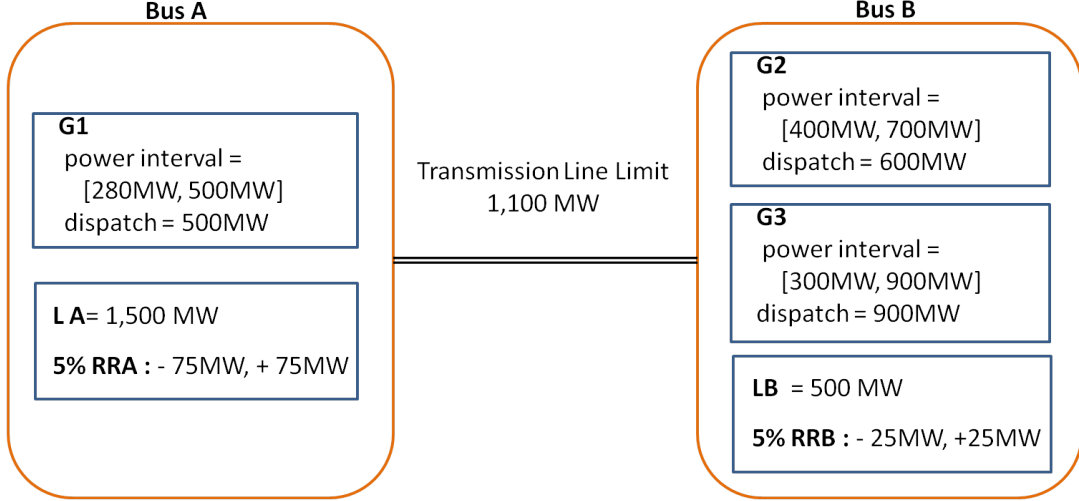 Bus A
G1
power interval =
[280MW, 500MW]
dispatch = 500MW
L A= 1,500 MW
5% RRA : - 75MW, + 75MW
Transmission Line Limit
1,100 MW
Bus B
G2
power interval =
[400MW, 700MW]
dispatch = 600MW
G3
power interval =
[300MW, 900MW]
dispatch = 900MW
LB = 500 MW
5% RRB : - 25MW, +25MW